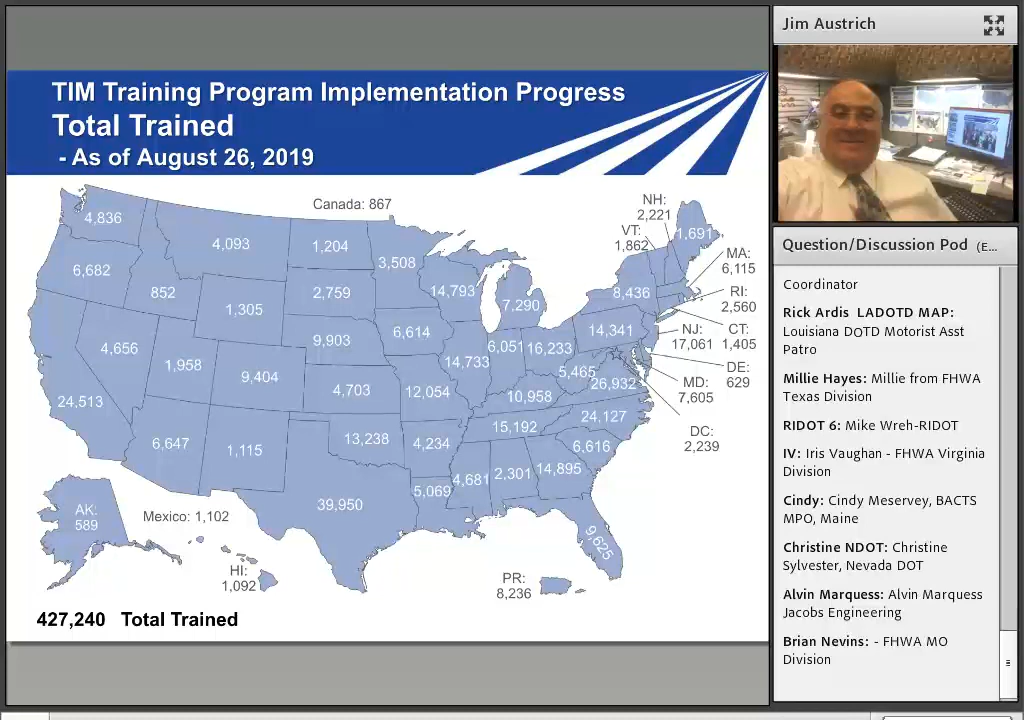 TIM Training Program Implementation Progress
Total Trained
- As of August 26, 2019
Canada: 867
NH:
2,221
VT:
1,862
1,691
4,836
4,093
1,204
3,508
MA:
6,115
6,682
852
1,305
2,759
14,793
7,290
8,436
RI:
2,560
4,656
1,958
9,903
6,614
14,733
6,051
16,233
14,341
NJ:
17,061
CT:
1,405
24,513
9,404
4,703
12,054
10,958
5,465
26,932
DE:
629
MD:
7,605
6,647
1,115
13,238
4,234
15,192
24,127
6,616
DC:
2,239
39,950
5,069
4,681
2,301
14,895
9,625
AK:
589
Mexico: 1,102
HI:
1,092
PR:
8,236
427,240 Total Trained
Jim Austrich
Question/Discussion Pod (E...
Coordinator
Rick Ardis LADOTD MAP:
Louisiana DOTD Motorist Asst
Patro
Millie Hayes: Millie from FHWA
Texas Division
RIDOT 6: Mike Wreh-RIDOT
IV: Iris Vaughan - FHWA Virginia
Division
Cindy: Cindy Meservey, BACTS
MPO, Maine
Christine NDOT: Christine
Sylvester, Nevada DOT
Alvin Marquess: Alvin Marquess
Jacobs Engineering
Brian Nevins: - FHWA MO
Division